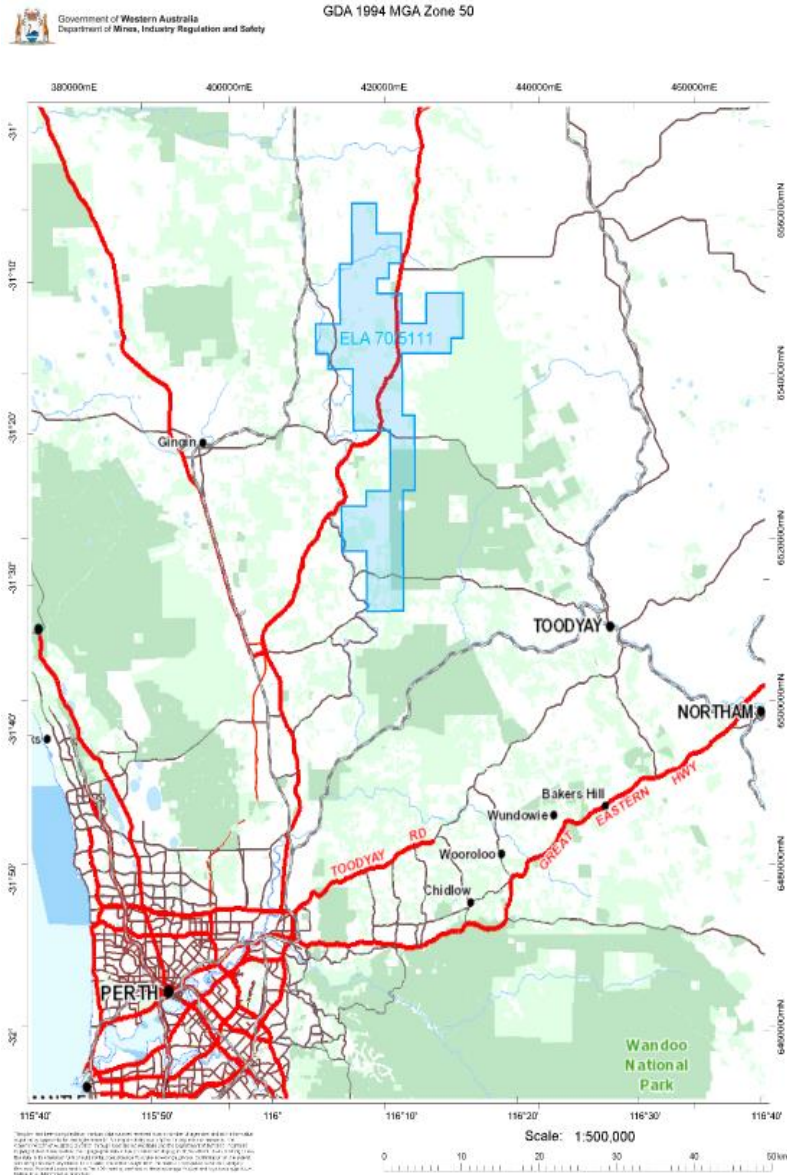 GDA 1994 MGA Zone 50
Government of Western Australia
Department of Mines, Industry Regulation and Safety
380000mE 400000mE 420000mE 440000mE 460000mE
-31°
6560000mN
-31°10'
ELA 70/5111
6540000mN
-31°20'
Gingin
6520000mN
-31°30'
TOODYAY
6500000mN
-31°40'
NORTHAM
Bakers Hill
Wundowie
GREAT EASTERN HWY
TOODYAY RD
Wooroloo
6480000mN
-31°50'
Chidlow
PERTH
-32°
6460000mN
Wandoo
National
Park
115°40' 115°50' 116° 116°10' 116°20' 116°30' 116°40'
Scale: 1:500,000
0 10 20 30 40 50km